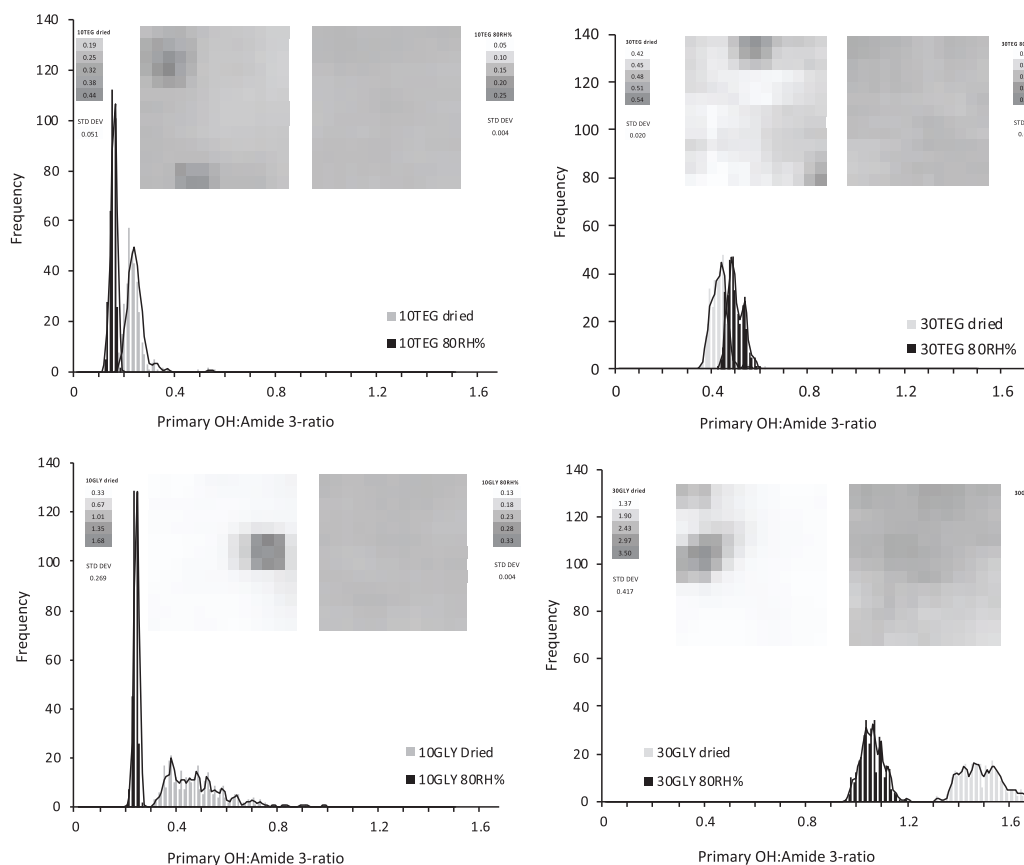 140
120
100
80
60
40
20
0
Frequency
10TEG dried
0.19
0.25
0.32
0.38
0.44
STD DEV
0.051
10TEG 80RH%
0.05
0.10
0.15
0.20
0.25
STD DEV
0.004
10TEG dried
10TEG 80RH%
0 0.4 0.8 1.2 1.6
Primary OH:Amide 3-ratio
140
120
100
80
60
40
20
0
Frequency
30TEG dried
0.42
0.45
0.48
0.51
0.54
STD DEV
0.020
30TEG dried
30TEG 80RH%
0 0.4 0.8 1.2 1.6
Primary OH:Amide 3-ratio
140
120
100
80
60
40
20
0
Frequency
10GLY dried
0.33
0.67
1.01
1.35
1.68
STD DEV
0.269
10GLY 80RH%
0.13
0.18
0.23
0.28
0.33
STD DEV
0.004
10GLY Dried
10GLY 80RH%
0 0.4 0.8 1.2 1.6
Primary OH:Amide 3-ratio
140
120
100
80
60
40
20
0
Frequency
30GLY dried
1.37
1.90
2.43
2.97
3.50
STD DEV
0.417
30GLY dried
30GLY 80RH%
0 0.4 0.8 1.2 1.6
Primary OH:Amide 3-ratio